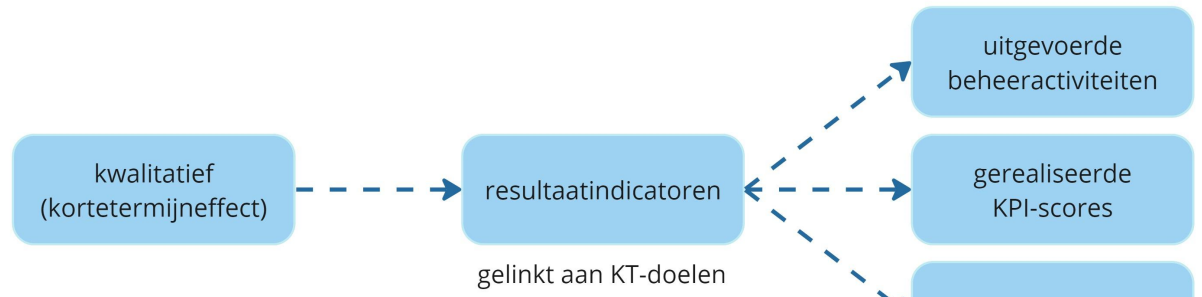 uitgevoerde
beheeractiviteiten
kwalitatief
(kortetermijneffect)
resultaatindicatoren
gerealiseerde
KPI-scores
gelinkt aan KT-doelen